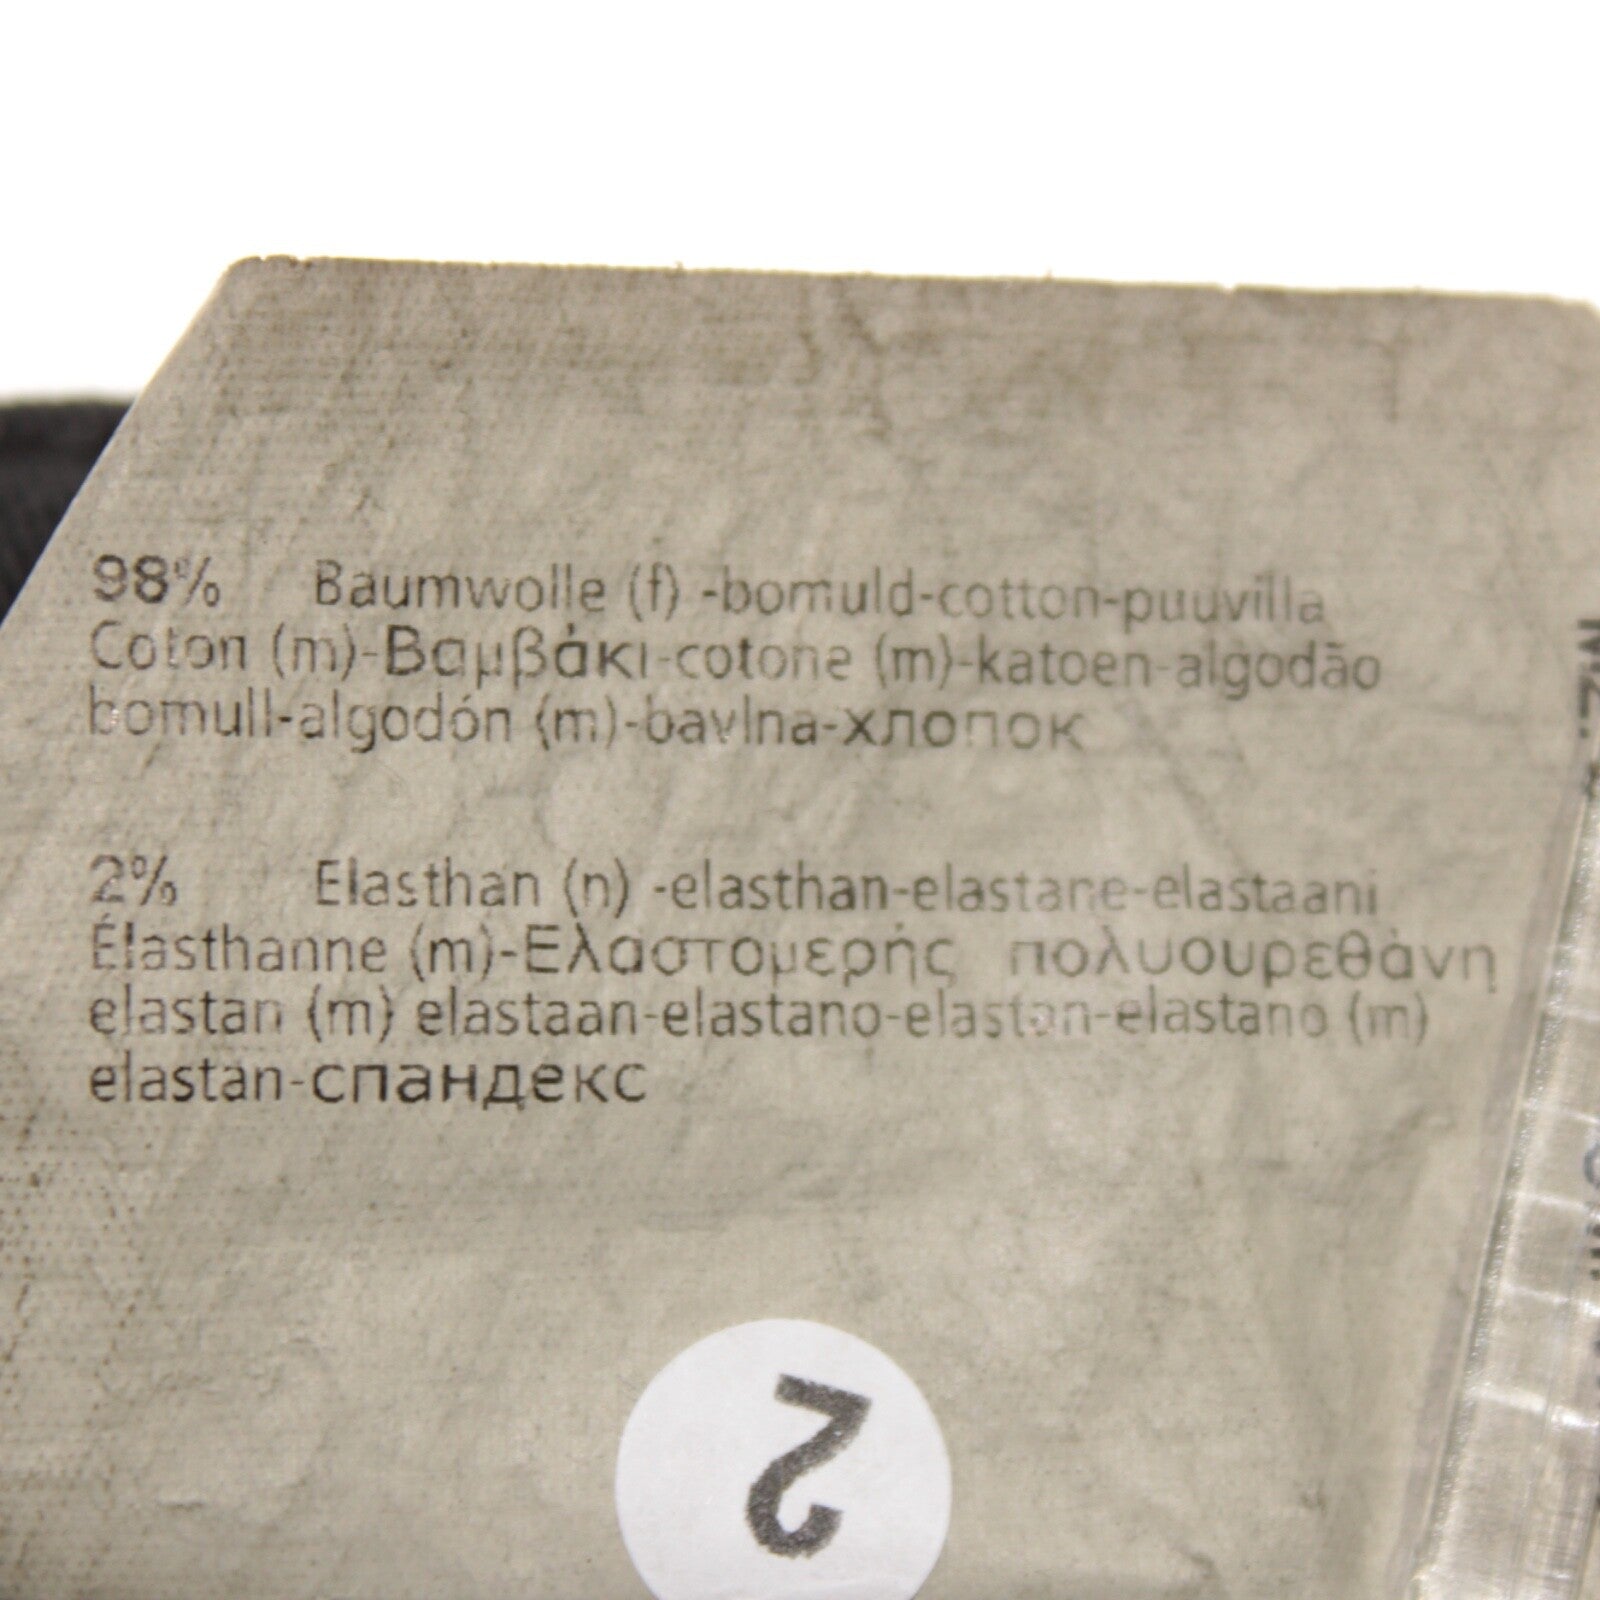 98% Baumwolle (f) -bomuld-cotton-puuvilla
Coton (m)-Βαμβάκι-cotone (m)-katoen-algodão
bomull-algodón (m)-bavlna-хлопок
2% Elasthan (n) -elasthan-elastane-elastaani
Élasthanne (m)-Ελαστομερής πολυουρεθάνη
elastan (m) elastaan-elastano-elastan-elastano (m)
elastan-спандекс
2